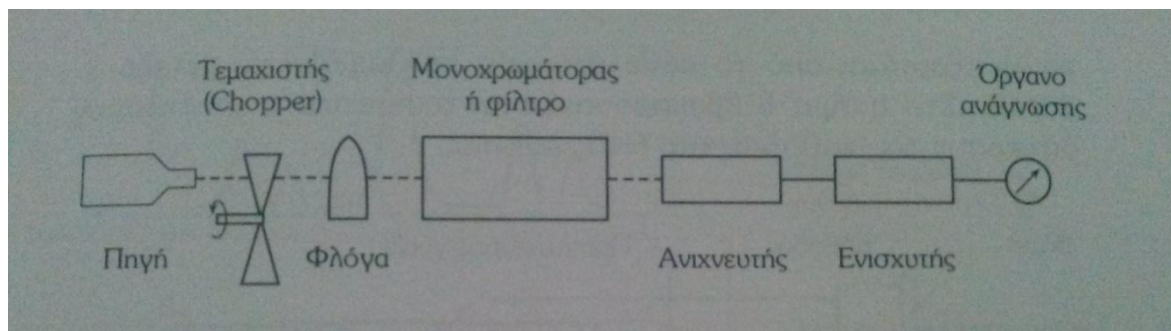 Τεμαχιστής
(Chopper)
Μονοχρωμάτορας
ή φίλτρο
Όργανο
ανάγνωσης
Πηγή
Φλόγα
Ανιχνευτής
Ενισχυτής